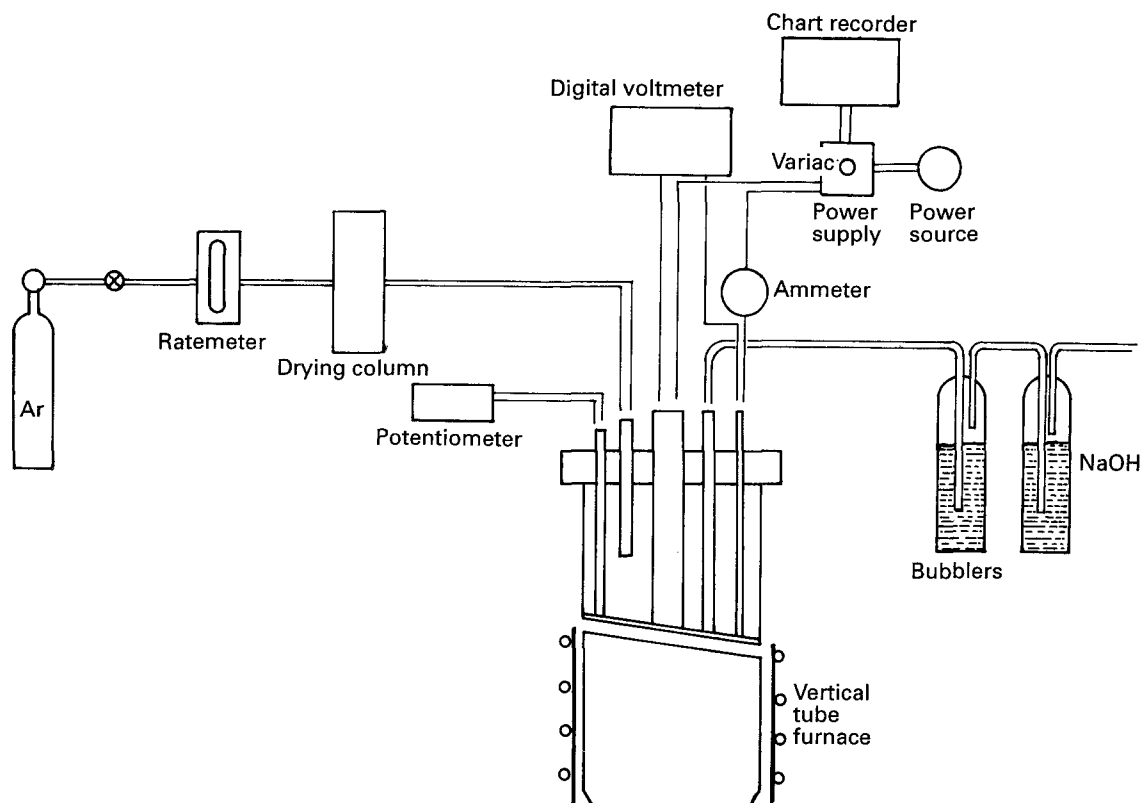 Chart recorder
Digital voltmeter
Variac
Power
supply
Power
source
Ammeter
Ratemeter
Drying column
Ar
Potentiometer
NaOH
Bubblers
Vertical
tube
furnace